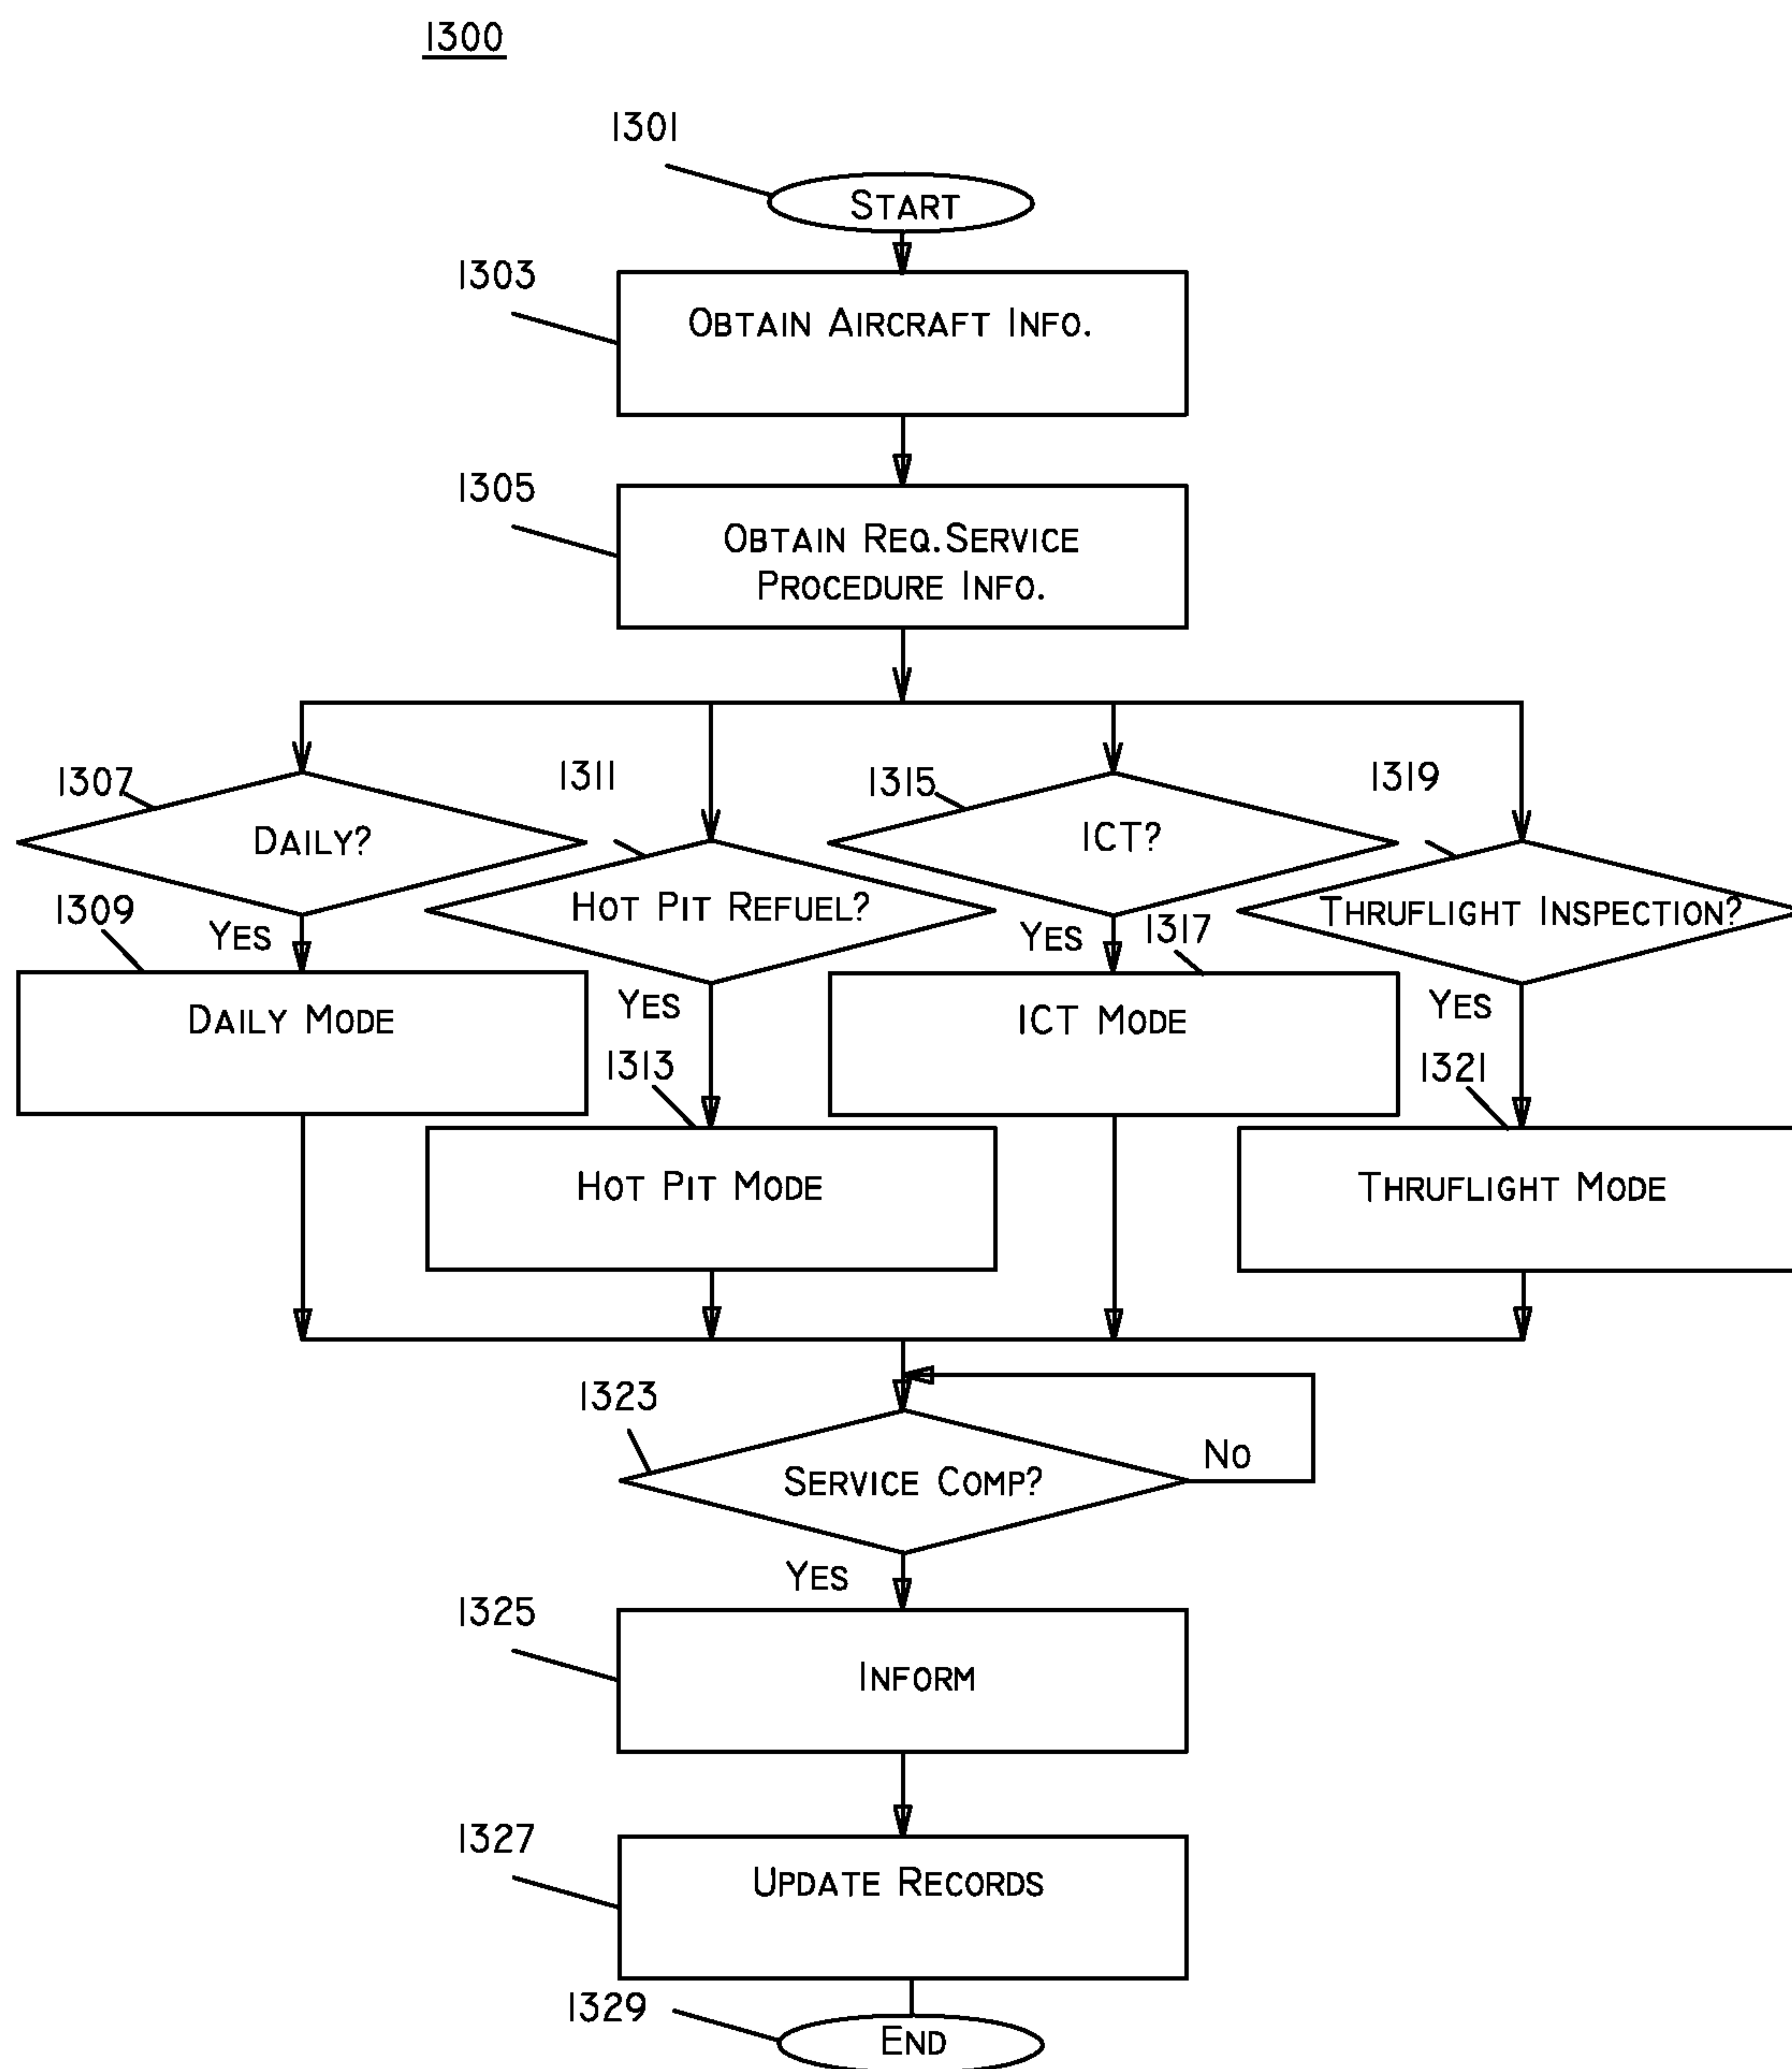 1300
1301
START
1303
OBTAIN AIRCRAFT INFO.
1305
OBTAIN REQ.SERVICE
PROCEDURE INFO.
1307
1311
1315
1319
DAILY?
ICT?
HOT PIT REFUEL?
THRUFLIGHT INSPECTION?
1309
YES
YES
1317
YES
YES
DAILY MODE
ICT MODE
1313
1321
HOT PIT MODE
THRUFLIGHT MODE
1323
SERVICE COMP?
NO
YES
1325
INFORM
1327
UPDATE RECORDS
1329
END